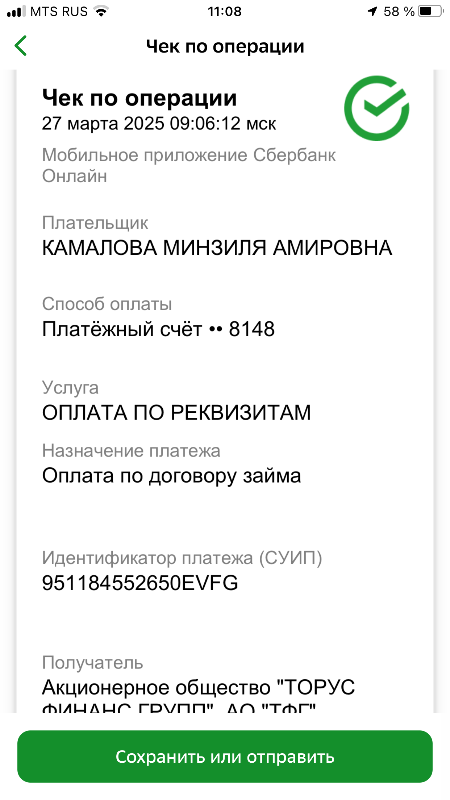 MTS RUS
11:08
58 %
Чек по операции
Чек по операции
27 марта 2025 09:06:12 мск
Мобильное приложение Сбербанк
Онлайн
Плательщик
КАМАЛОВА МИНЗИЛЯ АМИРОВНА
Способ оплаты
Платёжный счёт •• 8148
Услуга
ОПЛАТА ПО РЕКВИЗИТАМ
Назначение платежа
Оплата по договору займа
Идентификатор платежа (СУИП)
951184552650EVFG
Получатель
Акционерное общество "ТОРУС
ФИНАНС ГРУПП", АО "ТФГ"
Сохранить или отправить